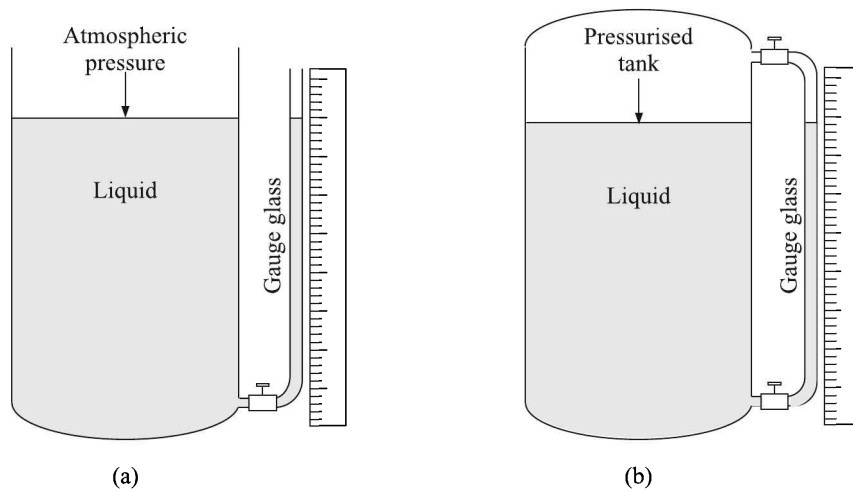 Atmospheric
pressure
Liquid
Gauge glass
(a)
Pressurised
tank
Liquid
Gauge glass
(b)